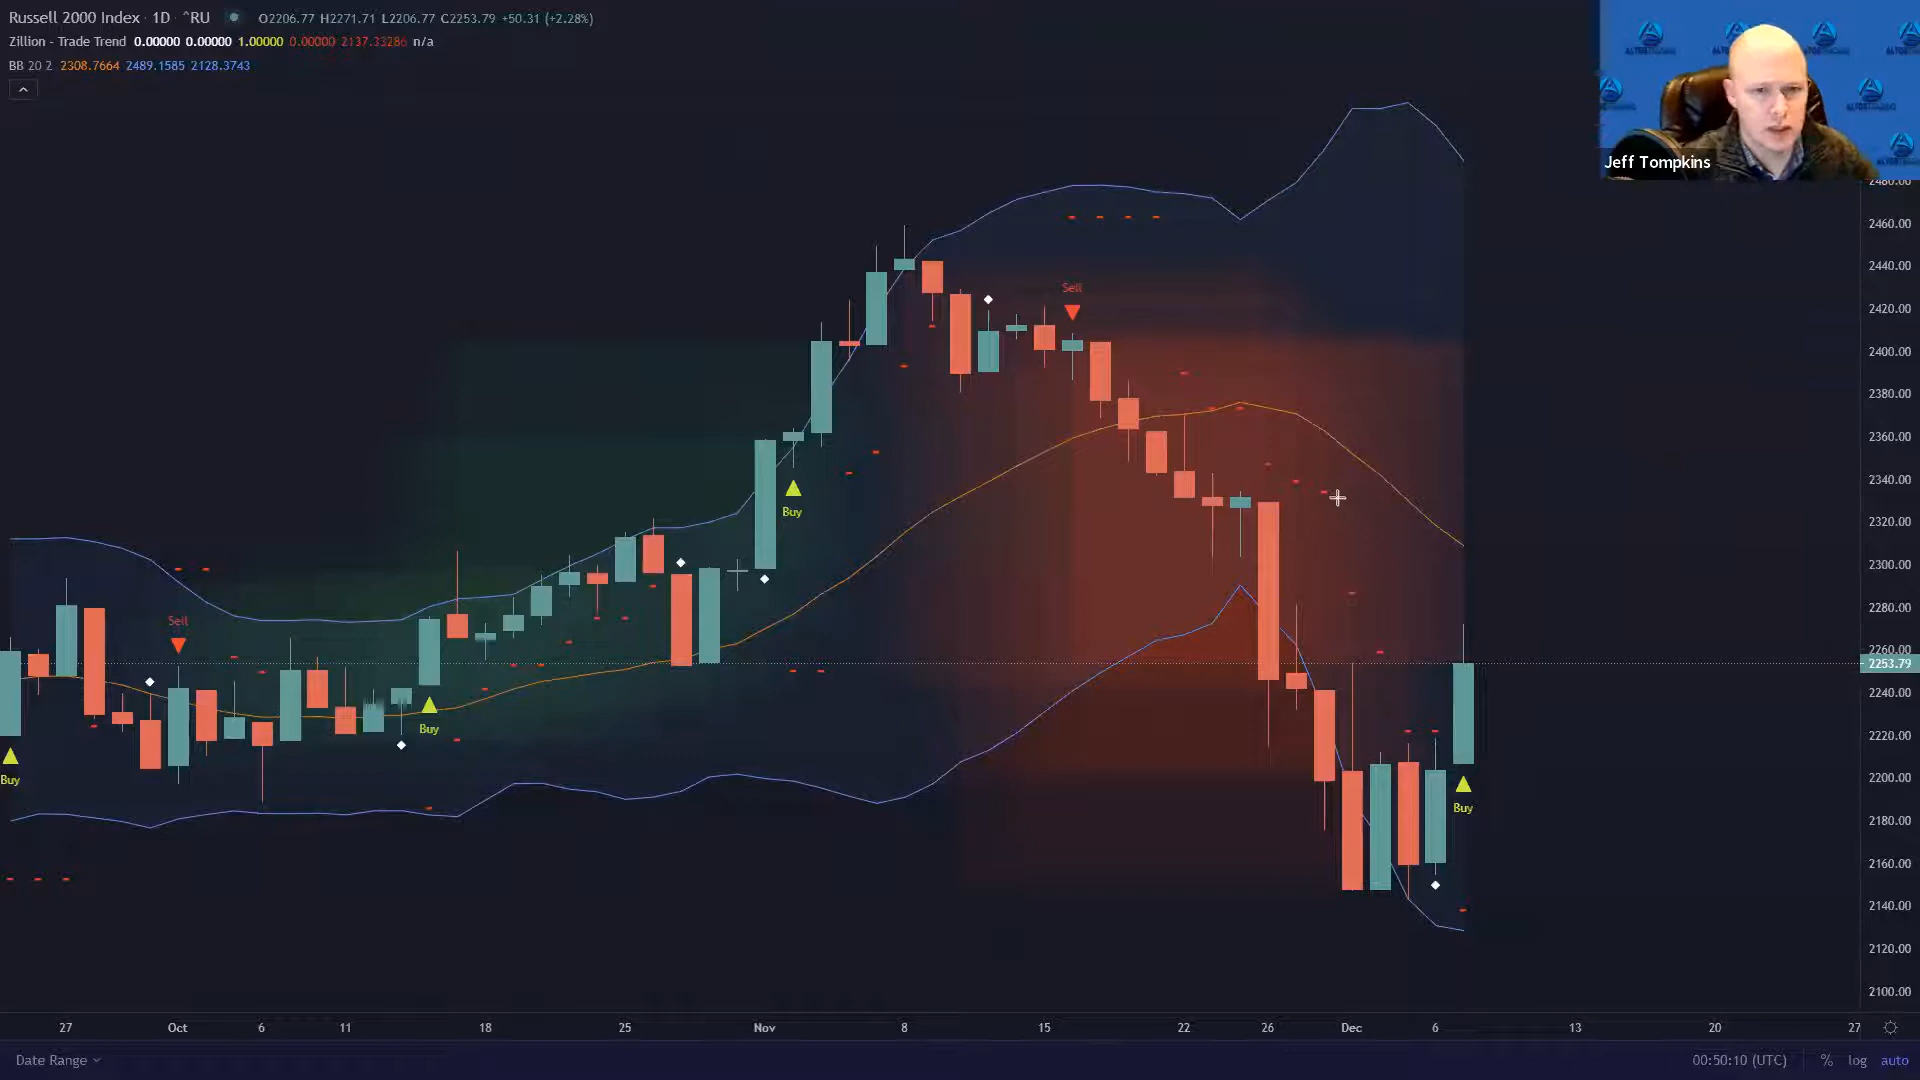 Russell 2000 Index · 1D · ^RU O2206.77 H2271.71 L2206.77 C2253.79 +50.31 (+2.28%)
Zillion - Trade Trend 0.00000 0.00000 1.00000 0.00000 2137.33286 n/a
BB 20 2 2308.7664 2489.1585 2128.3743
Jeff Tompkins
2480.00
2460.00
2440.00
2420.00
2400.00
2380.00
2360.00
2340.00
2320.00
2300.00
2280.00
2260.00
2253.79
2240.00
2220.00
2200.00
2180.00
2160.00
2140.00
2120.00
2100.00
Sell
Buy
Sell
Buy
Buy
Buy
27 Oct 6 11 18 25 Nov 8 15 22 26 Dec 6 13 20 27
Date Range 00:50:10 (UTC) % log auto